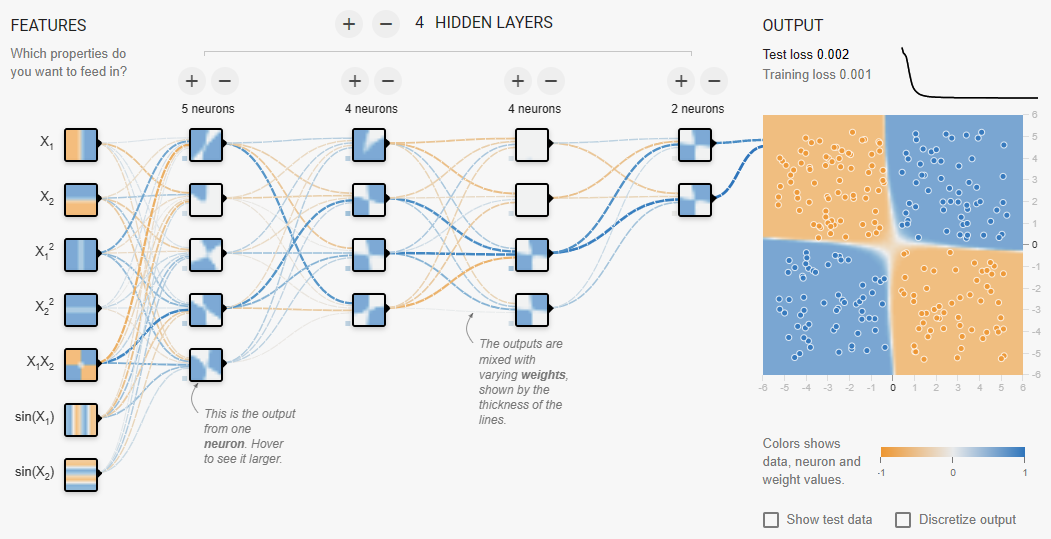 FEATURES
Which properties do
you want to feed in?
+ − 4 HIDDEN LAYERS
+ − + − + − + −
5 neurons 4 neurons 4 neurons 2 neurons
X₁
X₂
X₁²
X₂²
X₁X₂
sin(X₁)
sin(X₂)
This is the output
from one
neuron. Hover
to see it larger.
The outputs are
mixed with
varying weights,
shown by the
thickness of the
lines.
OUTPUT
Test loss 0.002
Training loss 0.001
6
5
4
3
2
1
0
-1
-2
-3
-4
-5
-6
-6 -5 -4 -3 -2 -1 0 1 2 3 4 5 6
Colors shows
data, neuron and
weight values.
-1 0 1
Show test data Discretize output